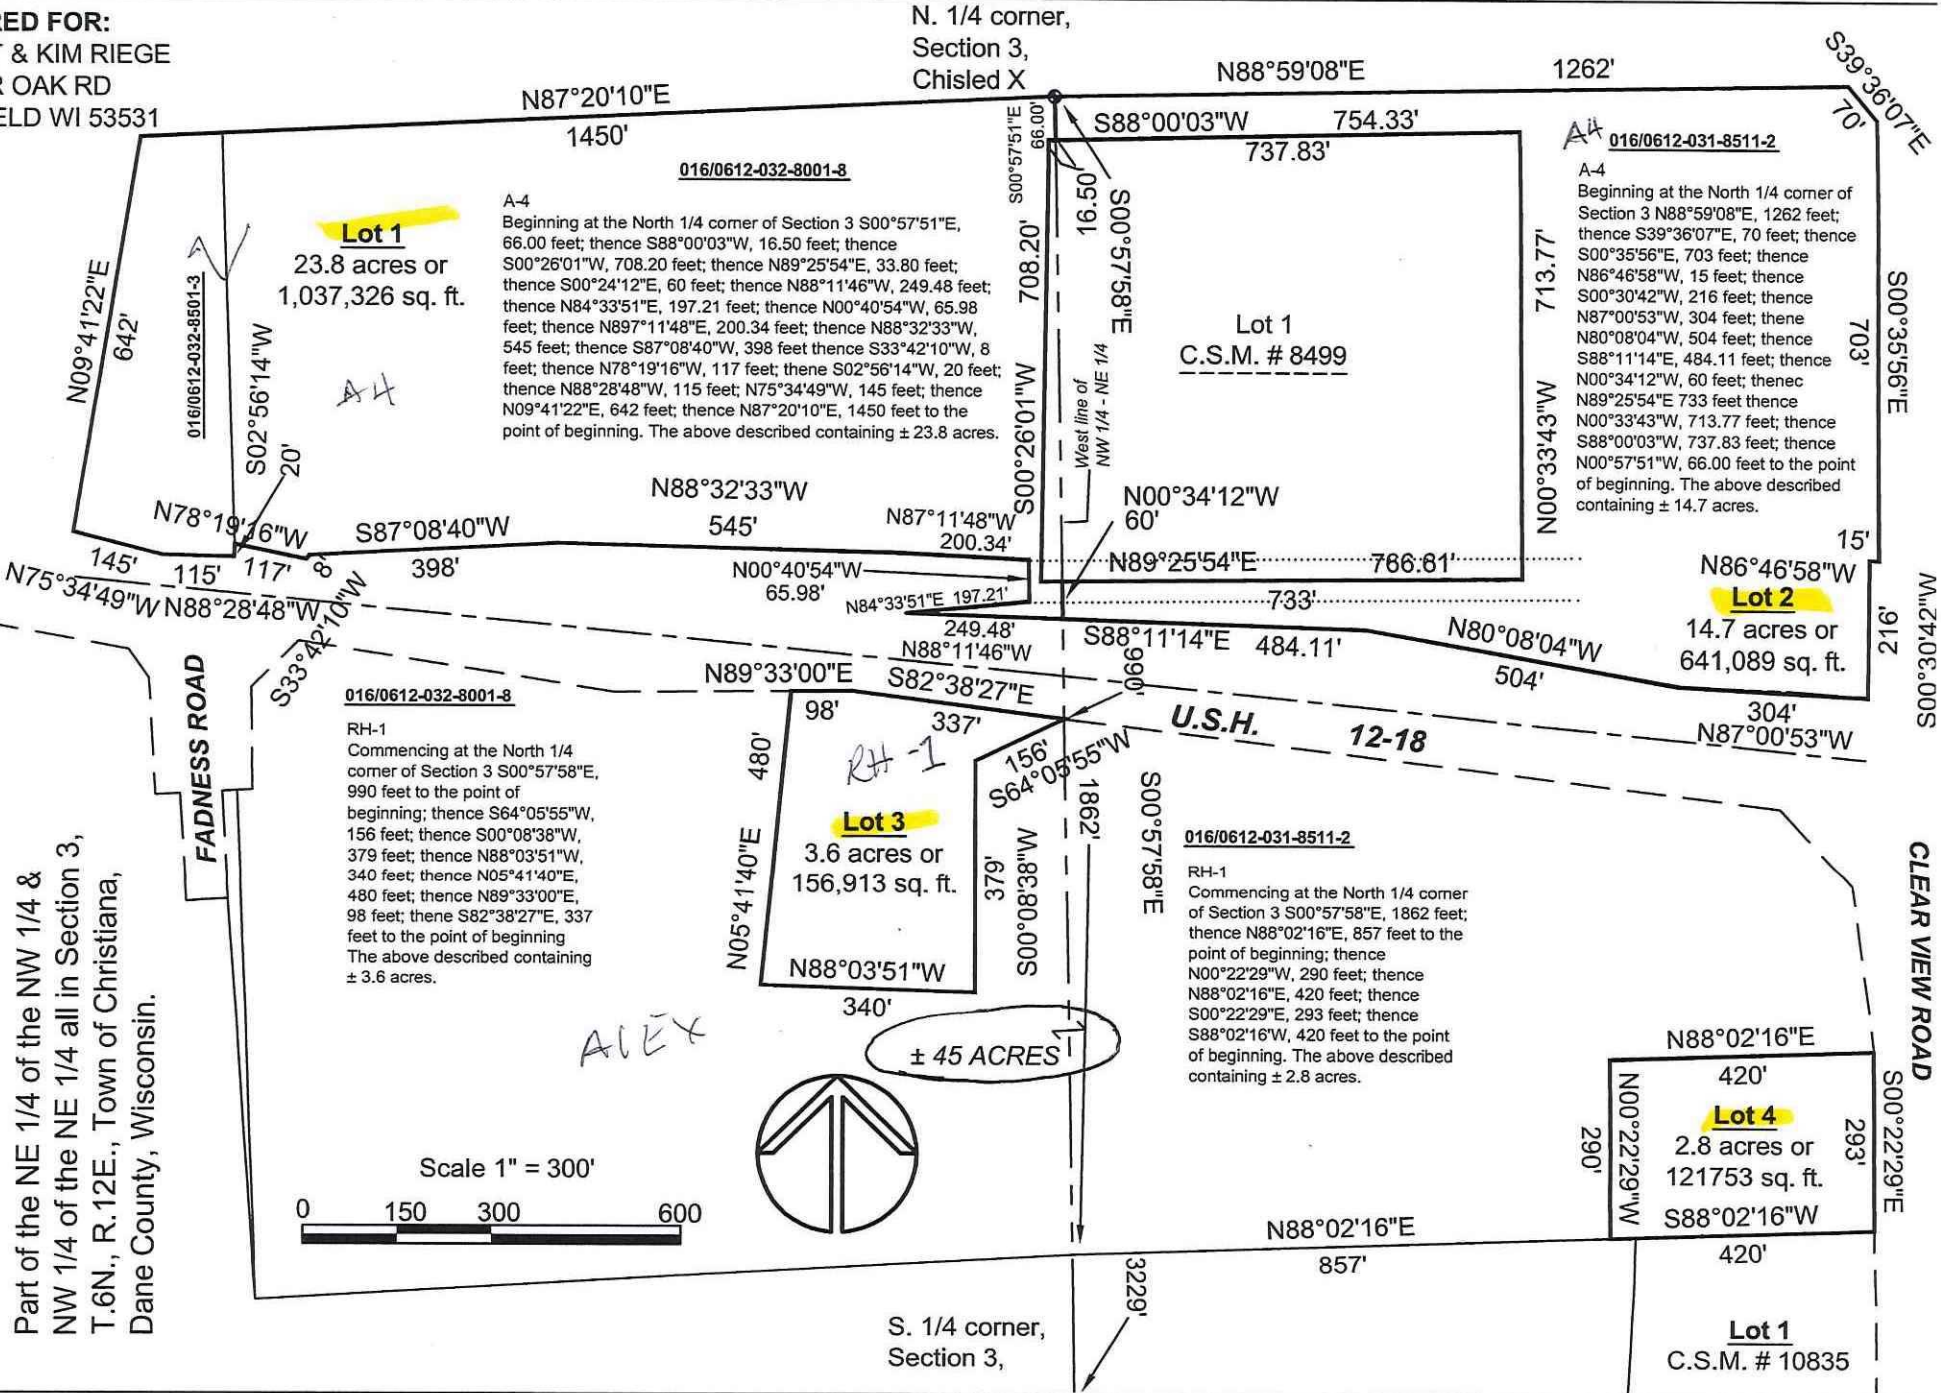 RED FOR:
T & KIM RIEGE
R OAK RD
ELD WI 53531
N. 1/4 corner,
Section 3,
Chisled X
N87°20'10"E
1450'
N88°59'08"E
1262'
S39°36'07"E
70'
S00°57'51"E
66.00'
S88°00'03"W
754.33'
737.83'
16.50'
S00°57'58"E
708.20'
S00°26'01"W
West line of
NW 1/4 - NE 1/4
Lot 1
C.S.M. # 8499
713.77'
N00°33'43"W
A4
016/0612-031-8511-2
A-4
Beginning at the North 1/4 corner of
Section 3 N88°59'08"E, 1262 feet;
thence S39°36'07"E, 70 feet; thence
S00°35'56"E, 703 feet; thence
N86°46'58"W, 15 feet; thence
S00°30'42"W, 216 feet; thence
N87°00'53"W, 304 feet; thene
N80°08'04"W, 504 feet; thence
S88°11'14"E, 484.11 feet; thence
N00°34'12"W, 60 feet; thenec
N89°25'54"E 733 feet thence
N00°33'43"W, 713.77 feet; thence
S88°00'03"W, 737.83 feet; thence
N00°57'51"W, 66.00 feet to the point
of beginning. The above described
containing ± 14.7 acres.
703'
S00°35'56"E
016/0612-032-8001-8
A-4
Beginning at the North 1/4 corner of Section 3 S00°57'51"E,
66.00 feet; thence S88°00'03"W, 16.50 feet; thence
S00°26'01"W, 708.20 feet; thence N89°25'54"E, 33.80 feet;
thence S00°24'12"E, 60 feet; thence N88°11'46"W, 249.48 feet;
thence N84°33'51"E, 197.21 feet; thence N00°40'54"W, 65.98
feet; thence N897°11'48"E, 200.34 feet; thence N88°32'33"W,
545 feet; thence S87°08'40"W, 398 feet thence S33°42'10"W, 8
feet; thence N78°19'16"W, 117 feet; thene S02°56'14"W, 20 feet;
thence N88°28'48"W, 115 feet; N75°34'49"W, 145 feet; thence
N09°41'22"E, 642 feet; thence N87°20'10"E, 1450 feet to the
point of beginning. The above described containing ± 23.8 acres.
Lot 1
23.8 acres or
1,037,326 sq. ft.
A4
N09°41'22"E
642'
016/0612-032-8501-3
S02°56'14"W
20'
N78°19'16"W
S87°08'40"W
398'
N88°32'33"W
545'
N87°11'48"W
200.34'
145'
115'
117'
8'
N75°34'49"W
N88°28'48"W
S33°42'10"W
N00°40'54"W
65.98'
N84°33'51"E 197.21'
249.48'
N88°11'46"W
N00°34'12"W
60'
N89°25'54"E
766.61'
733'
S88°11'14"E
484.11'
N80°08'04"W
504'
15'
N86°46'58"W
Lot 2
14.7 acres or
641,089 sq. ft.
216'
S00°30'42"W
304'
N87°00'53"W
N89°33'00"E
98'
S82°38'27"E
337'
990'
U.S.H.
12-18
FADNESS ROAD
016/0612-032-8001-8
RH-1
Commencing at the North 1/4
corner of Section 3 S00°57'58"E,
990 feet to the point of
beginning; thence S64°05'55"W,
156 feet; thence S00°08'38"W,
379 feet; thence N88°03'51"W,
340 feet; thence N05°41'40"E,
480 feet; thence N89°33'00"E,
98 feet; thene S82°38'27"E, 337
feet to the point of beginning
The above described containing
± 3.6 acres.
480'
N05°41'40"E
RH-1
Lot 3
3.6 acres or
156,913 sq. ft.
156'
S64°05'55"W
379'
S00°08'38"W
N88°03'51"W
340'
1862'
S00°57'58"E
016/0612-031-8511-2
RH-1
Commencing at the North 1/4 corner
of Section 3 S00°57'58"E, 1862 feet;
thence N88°02'16"E, 857 feet to the
point of beginning; thence
N00°22'29"W, 290 feet; thence
N88°02'16"E, 420 feet; thence
S00°22'29"E, 293 feet; thence
S88°02'16"W, 420 feet to the point
of beginning. The above described
containing ± 2.8 acres.
CLEAR VIEW ROAD
ALEX
± 45 ACRES
N88°02'16"E
420'
Lot 4
2.8 acres or
121753 sq. ft.
S88°02'16"W
420'
290'
N00°22'29"W
293'
S00°22'29"E
Part of the NE 1/4 of the NW 1/4 &
NW 1/4 of the NE 1/4 all in Section 3,
T.6N., R.12E., Town of Christiana,
Dane County, Wisconsin.
Scale 1" = 300'
0 150 300 600
N88°02'16"E
857'
3229'
S. 1/4 corner,
Section 3,
Lot 1
C.S.M. # 10835